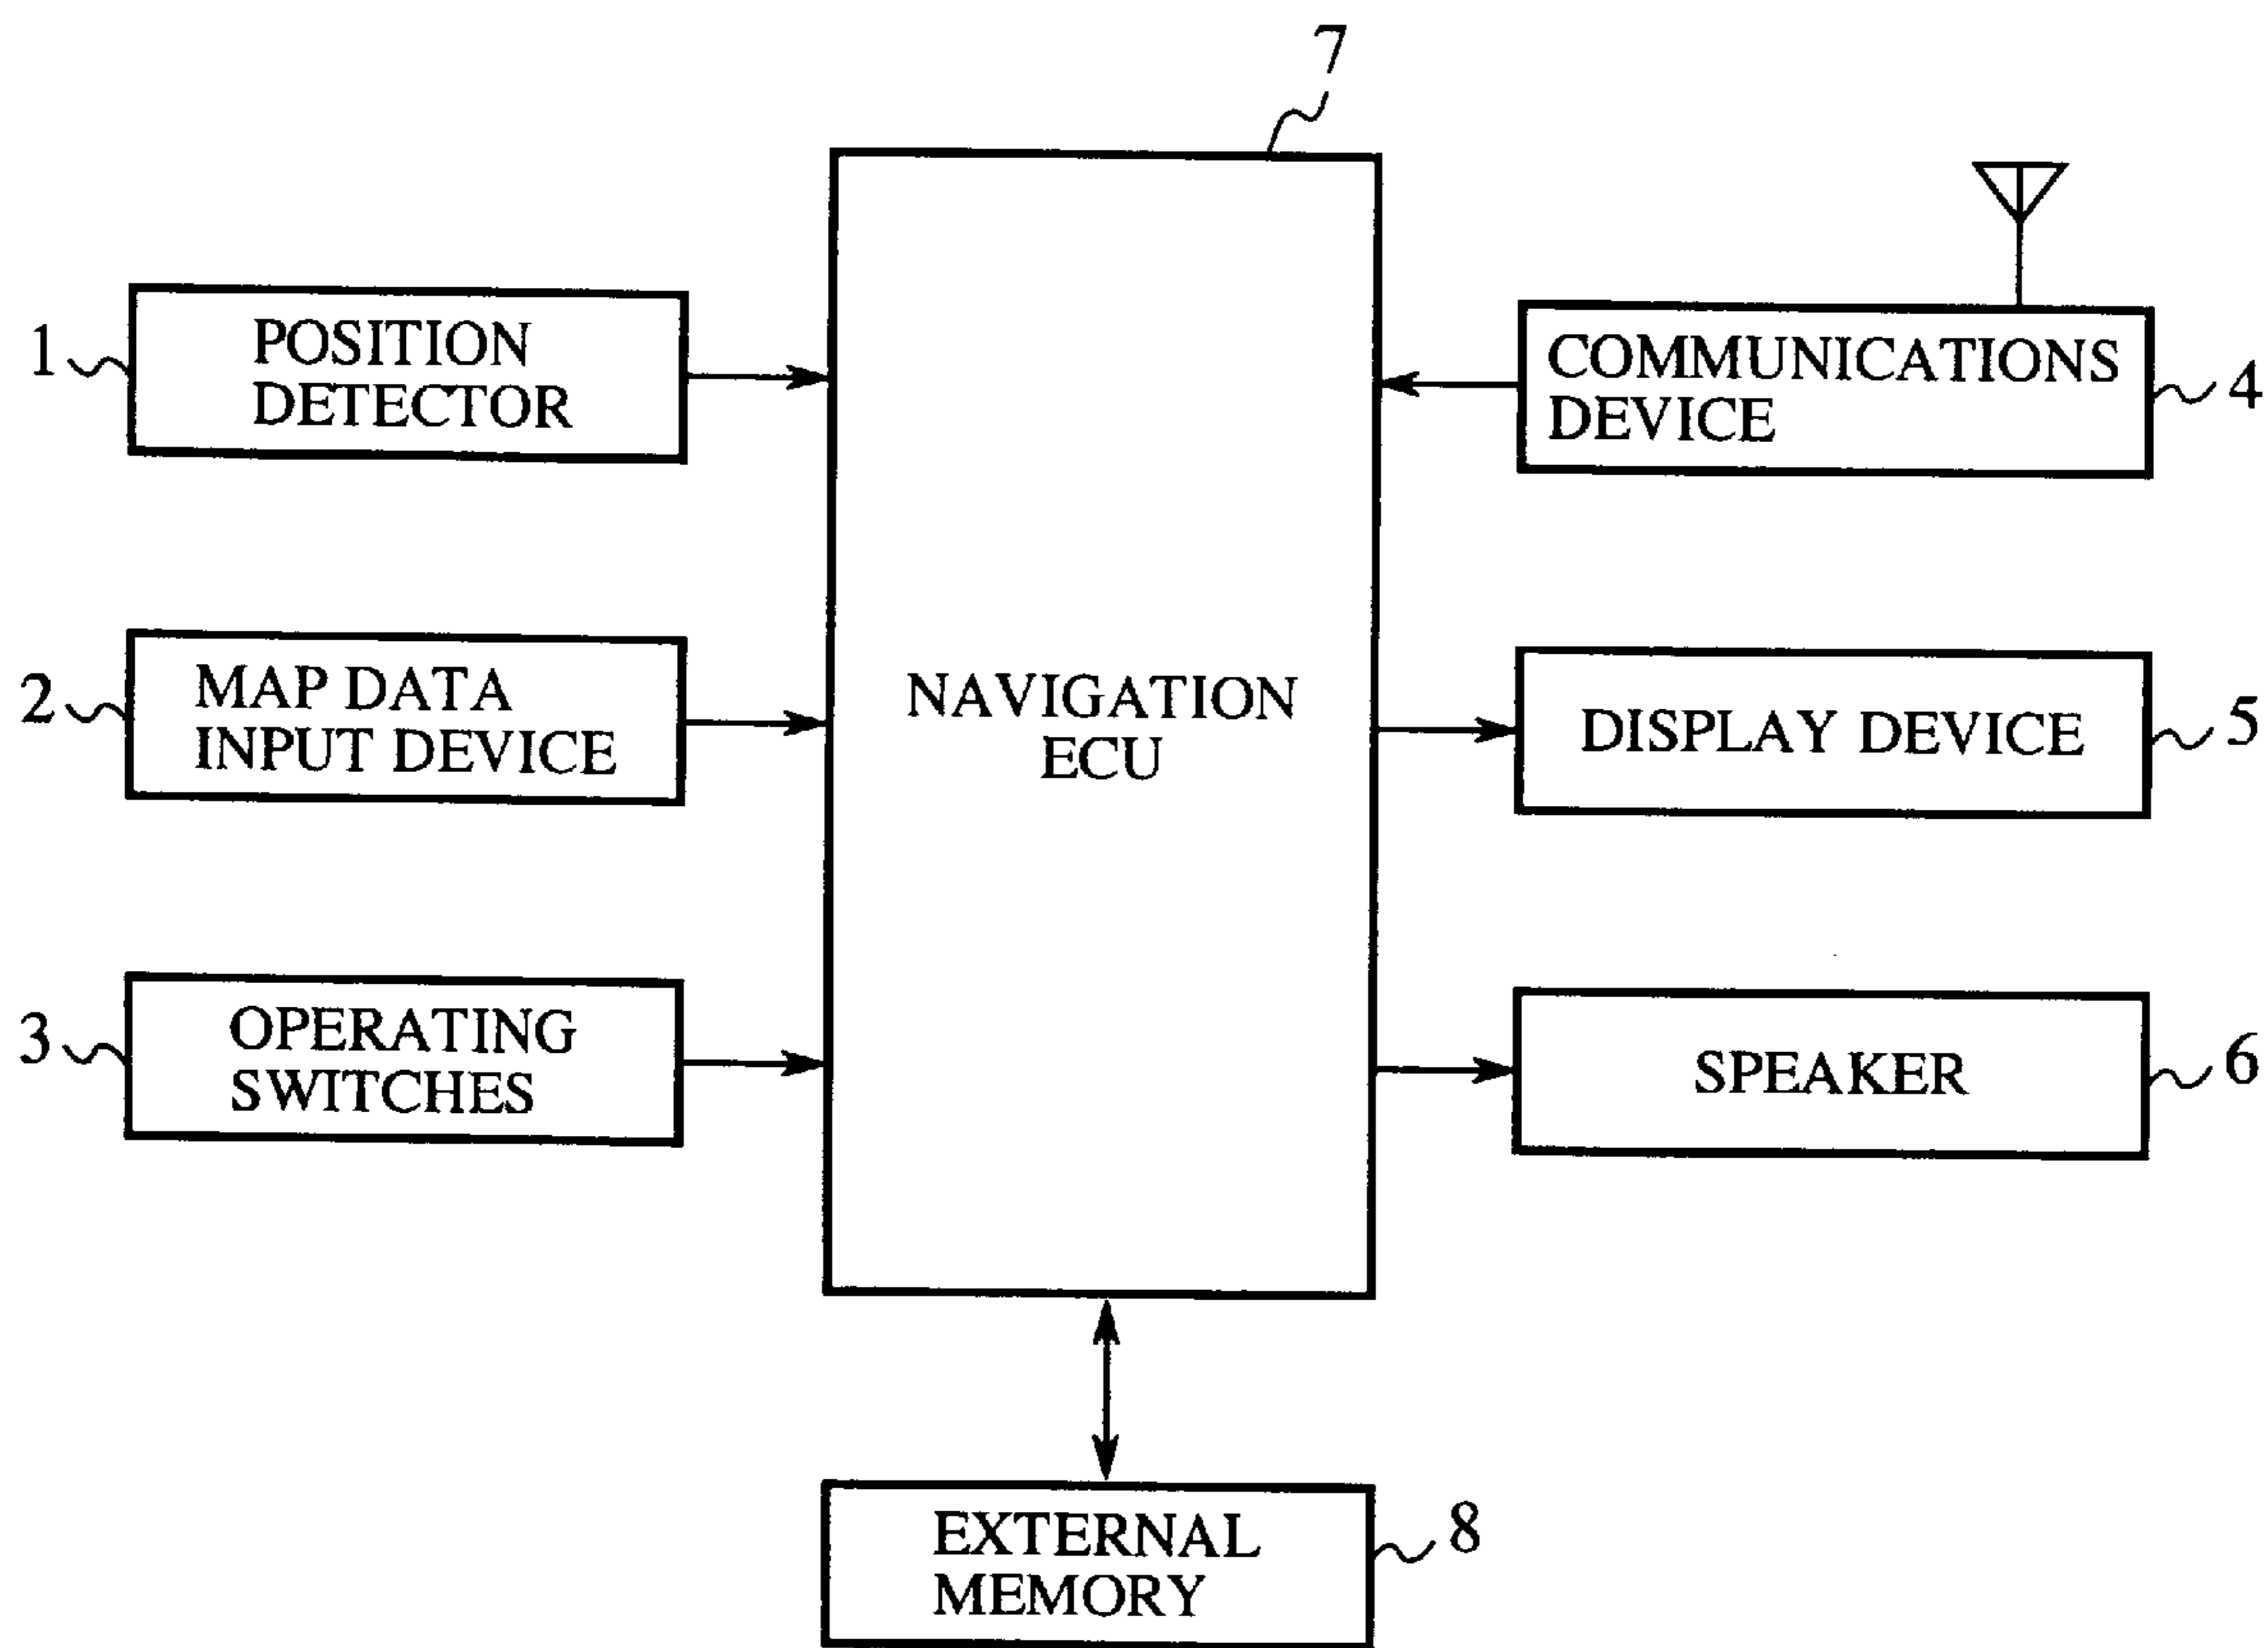 7
1
POSITION
DETECTOR
COMMUNICATIONS
DEVICE
4
2
MAP DATA
INPUT DEVICE
NAVIGATION
ECU
DISPLAY DEVICE
5
3
OPERATING
SWITCHES
SPEAKER
6
EXTERNAL
MEMORY
8